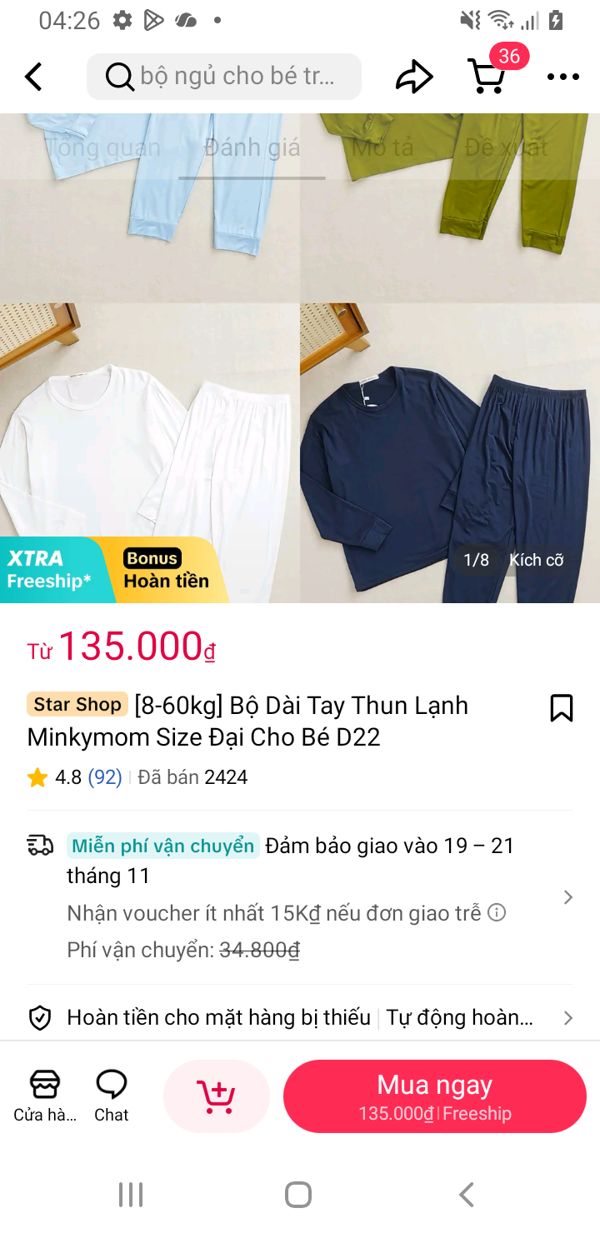 04:26
bộ ngủ cho bé tr...
36
Tổng quan Đánh giá Mô tả Đề xuất
XTRA
Freeship*
Bonus
Hoàn tiền
1/8 Kích cỡ
Từ 135.000₫
Star Shop [8-60kg] Bộ Dài Tay Thun Lạnh
Minkymom Size Đại Cho Bé D22
4.8 (92) Đã bán 2424
Miễn phí vận chuyển Đảm bảo giao vào 19 – 21
tháng 11
Nhận voucher ít nhất 15K₫ nếu đơn giao trễ
Phí vận chuyển: 34.800₫
Hoàn tiền cho mặt hàng bị thiếu Tự động hoàn...
Mua ngay
135.000₫ Freeship
Cửa hà... Chat